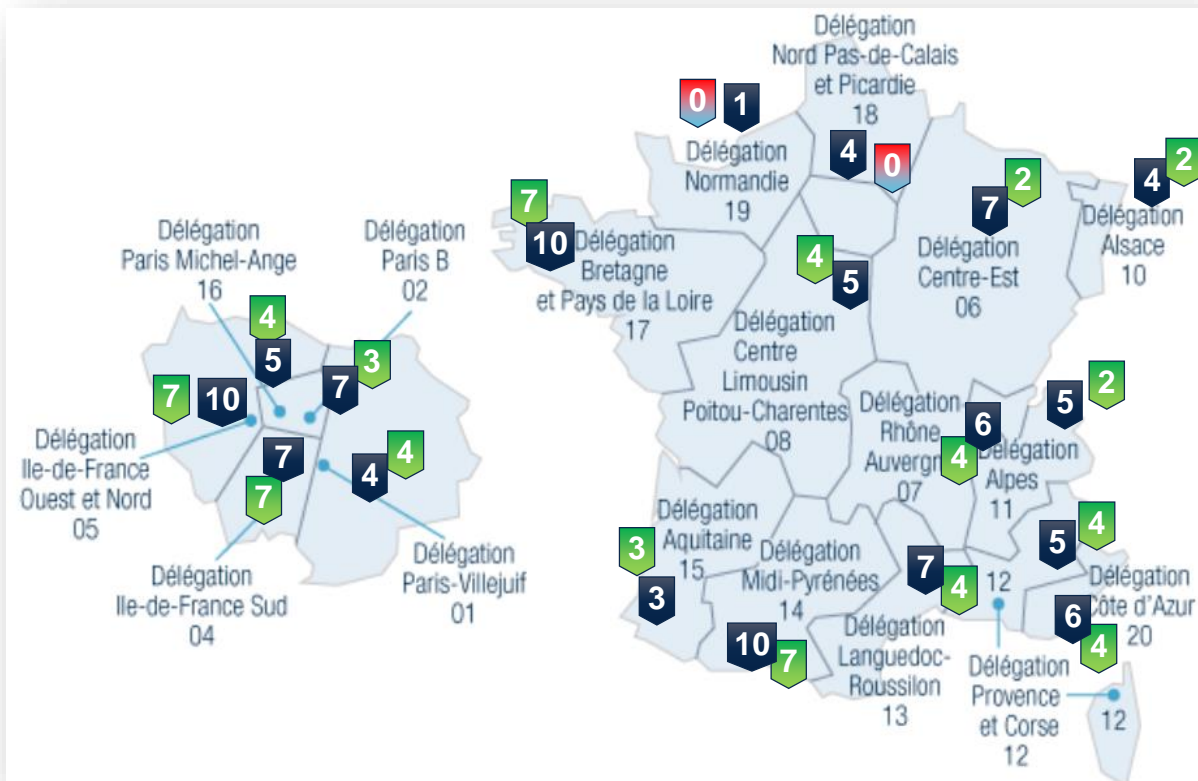 Délégation
Nord Pas-de-Calais
et Picardie
18
0
1
4
0
Délégation
Normandie
19
2
7
2
4
Délégation
Alsace
10
7
10
Délégation
Bretagne
et Pays de la Loire
17
4
5
Délégation
Centre-Est
06
Délégation
Paris Michel-Ange
16
Délégation
Paris B
02
4
5
3
7
7
10
Délégation
Ile-de-France
Ouest et Nord
05
7
7
4
4
Délégation
Ile-de-France Sud
04
Délégation
Paris-Villejuif
01
Délégation
Centre
Limousin
Poitou-Charentes
08
Délégation
Rhône
07
6
4
5
2
Délégation
Alpes
11
Délégation
Aquitaine
15
3
3
Délégation
Midi-Pyrénées
14
10
7
7
4
12
5
4
Délégation
Côte d'Azur
20
6
4
Délégation
Languedoc-
Roussilon
13
Délégation
Provence
et Corse
12
12